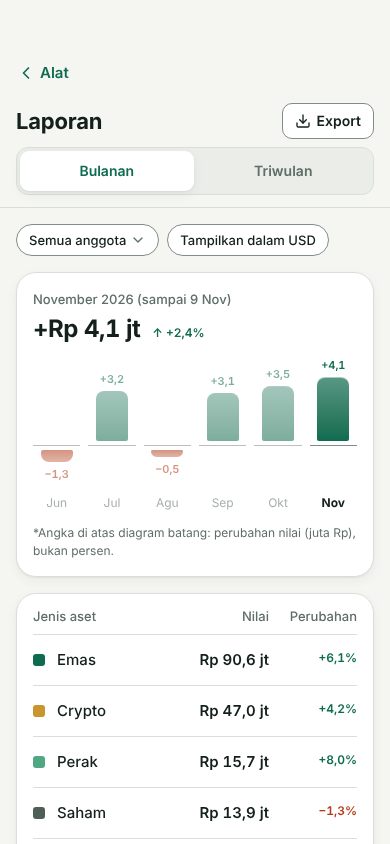 Alat
Laporan
Export
Bulanan
Triwulan
Semua anggota
Tampilkan dalam USD
November 2026 (sampai 9 Nov)
+Rp 4,1 jt ↑ +2,4%
+3,2
+3,1
+3,5
+4,1
−1,3
−0,5
Jun Jul Agu Sep Okt Nov
*Angka di atas diagram batang: perubahan nilai (juta Rp),
bukan persen.
Jenis aset Nilai Perubahan
Emas Rp 90,6 jt +6,1%
Crypto Rp 47,0 jt +4,2%
Perak Rp 15,7 jt +8,0%
Saham Rp 13,9 jt −1,3%